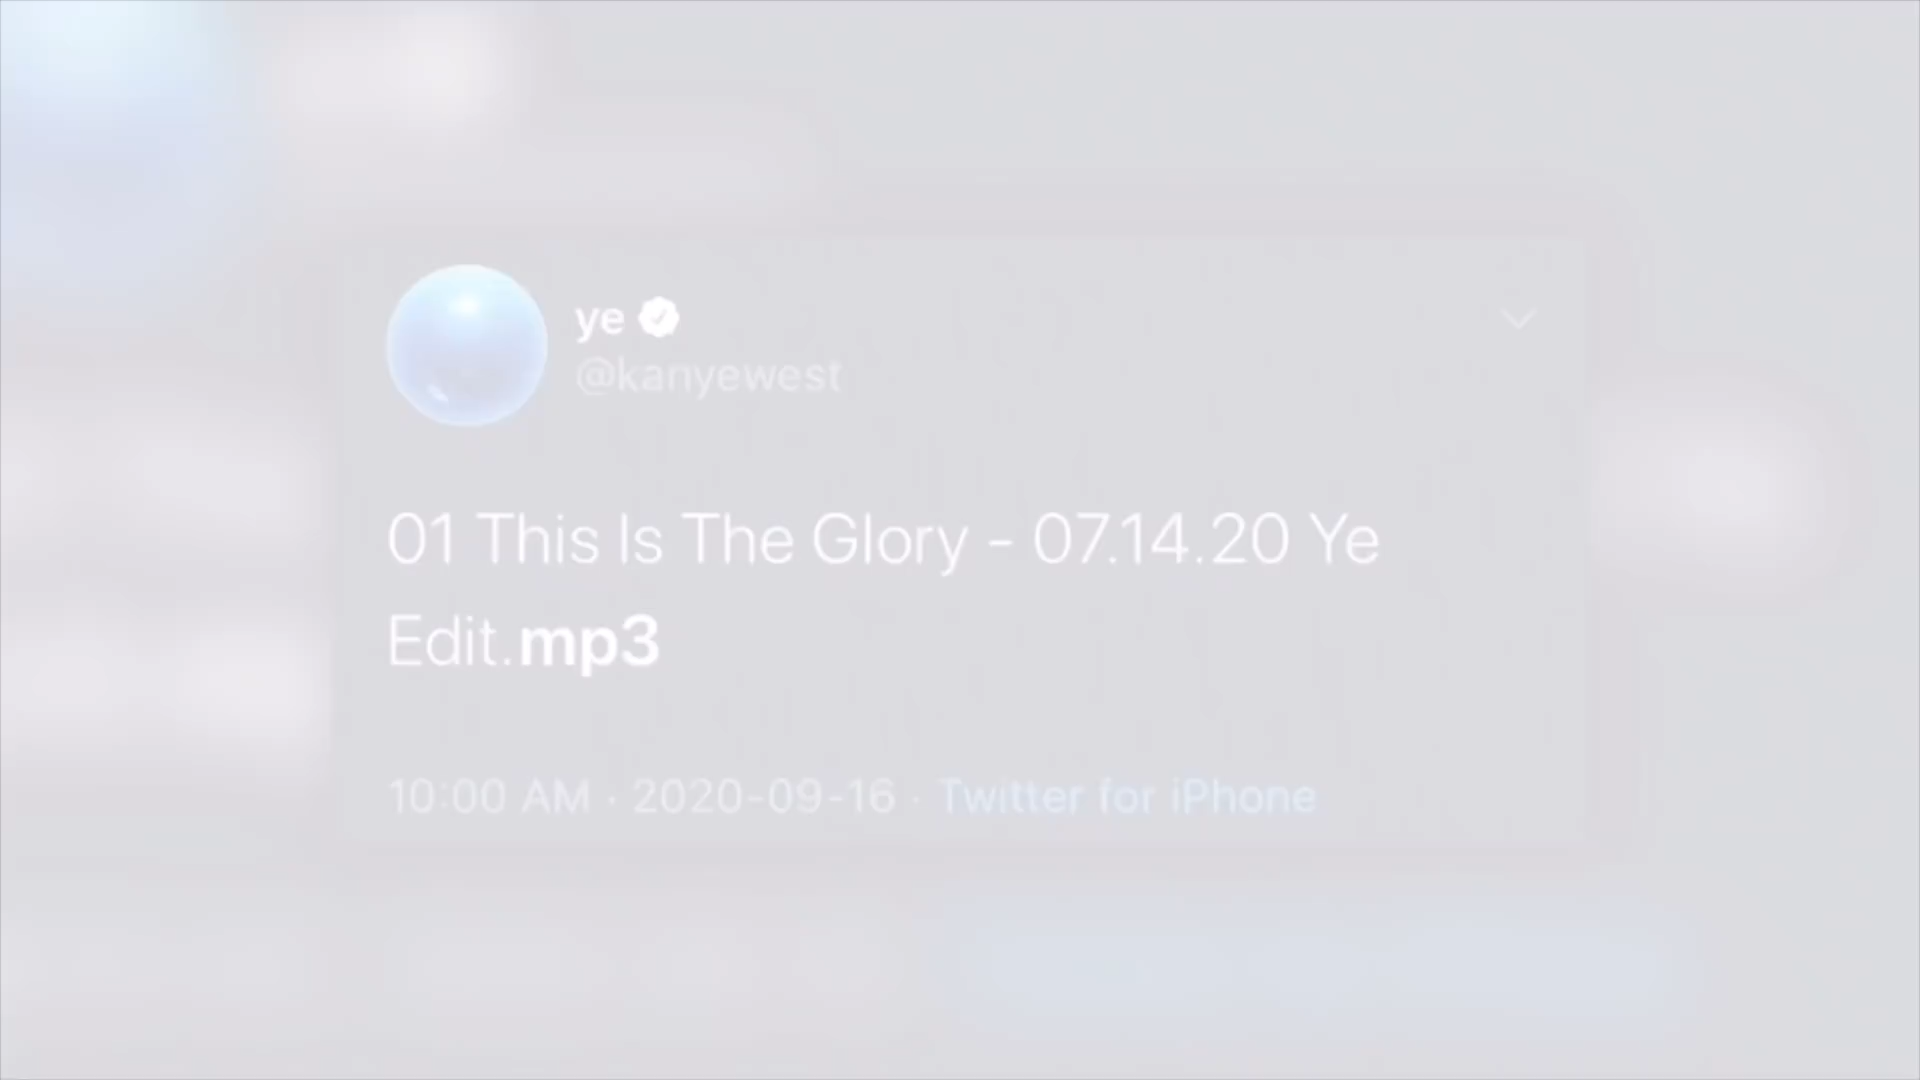 ye
@kanyewest
01 This Is The Glory - 07.14.20 Ye
Edit.mp3
10:00 AM · 2020-09-16 · Twitter for iPhone